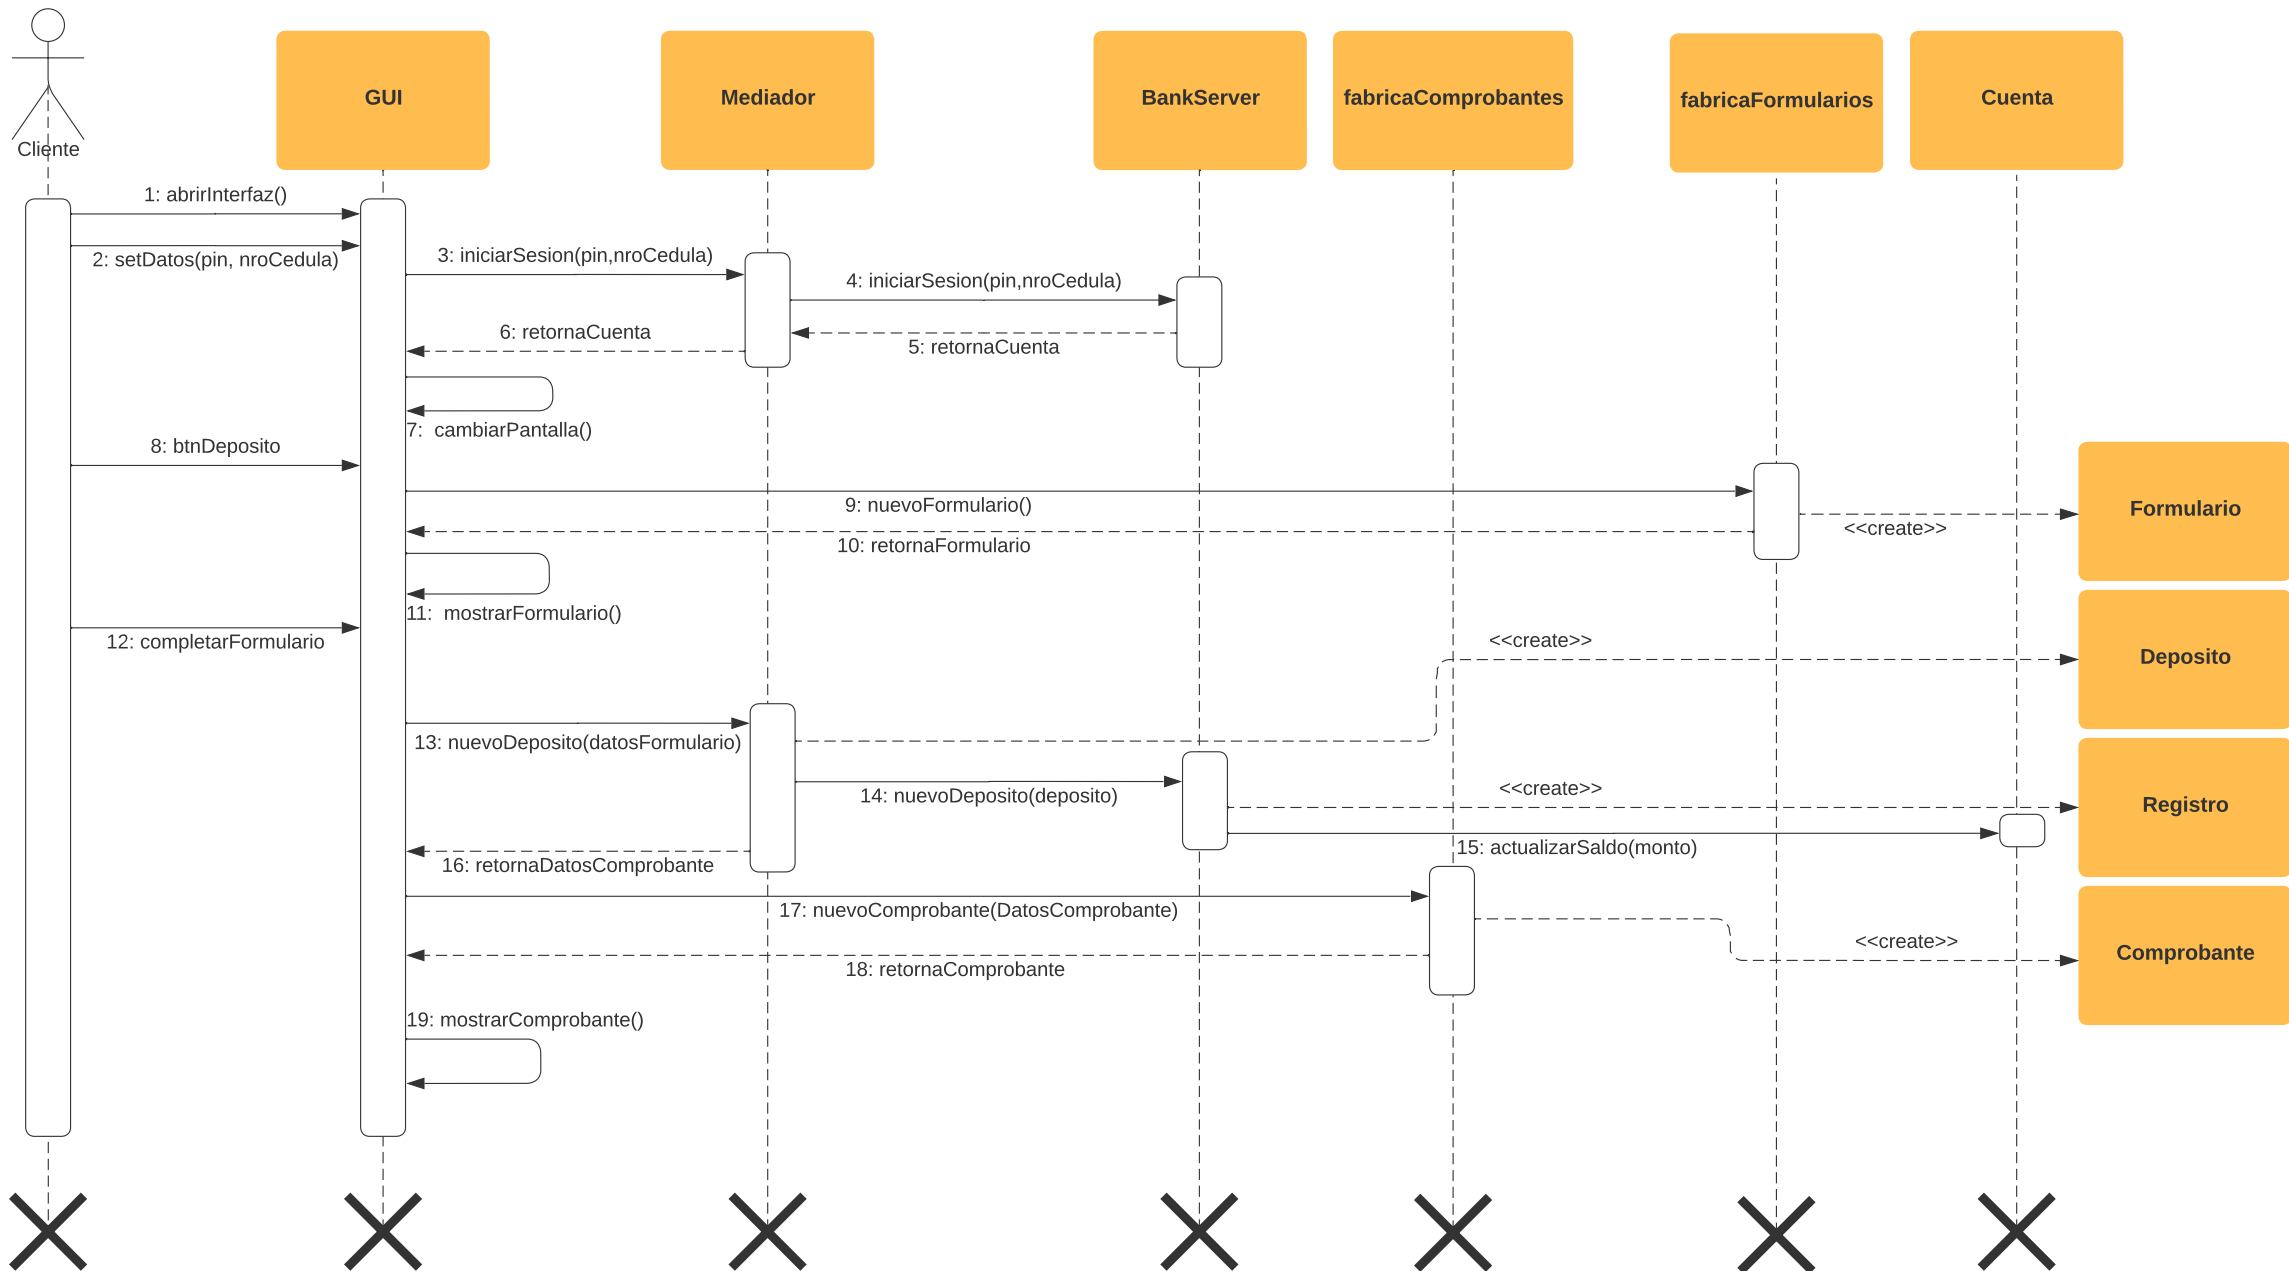 Cliente
GUI
Mediador
BankServer
fabricaComprobantes
fabricaFormularios
Cuenta
1: abrirInterfaz()
2: setDatos(pin, nroCedula)
3: iniciarSesion(pin,nroCedula)
4: iniciarSesion(pin,nroCedula)
5: retornaCuenta
6: retornaCuenta
7:  cambiarPantalla()
8: btnDeposito
9: nuevoFormulario()
<<create>>
Formulario
10: retornaFormulario
11:  mostrarFormulario()
12: completarFormulario
<<create>>
Deposito
13: nuevoDeposito(datosFormulario)
14: nuevoDeposito(deposito)
<<create>>
Registro
15: actualizarSaldo(monto)
16: retornaDatosComprobante
17: nuevoComprobante(DatosComprobante)
<<create>>
Comprobante
18: retornaComprobante
19: mostrarComprobante()